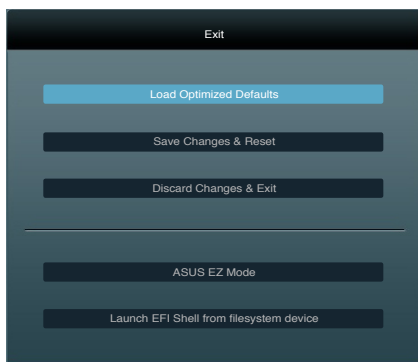 Exit
Load Optimized Defaults
Save Changes & Reset
Discard Changes & Exit
ASUS EZ Mode
Launch EFI Shell from filesystem device